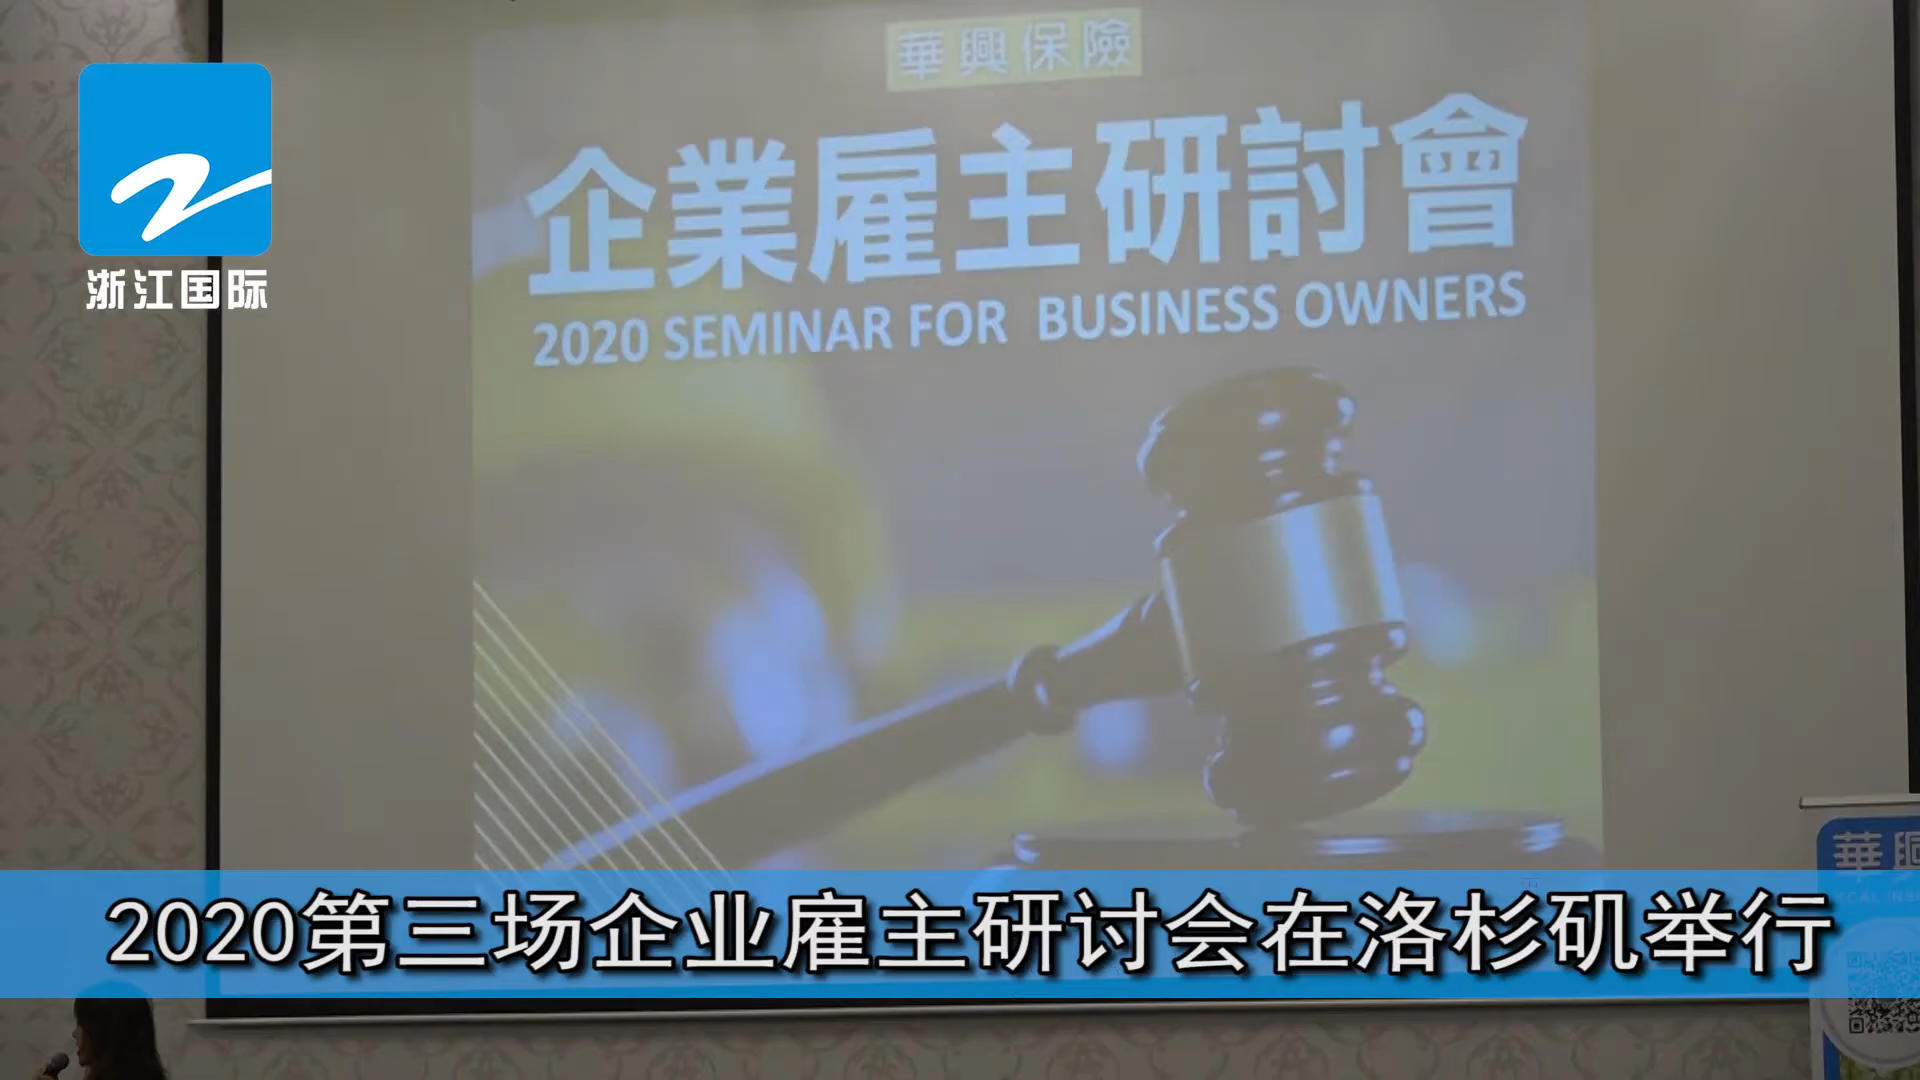 華興保險
企業雇主研討會
2020 SEMINAR FOR BUSINESS OWNERS
浙江国际
華
2020第三场企业雇主研讨会在洛杉矶举行